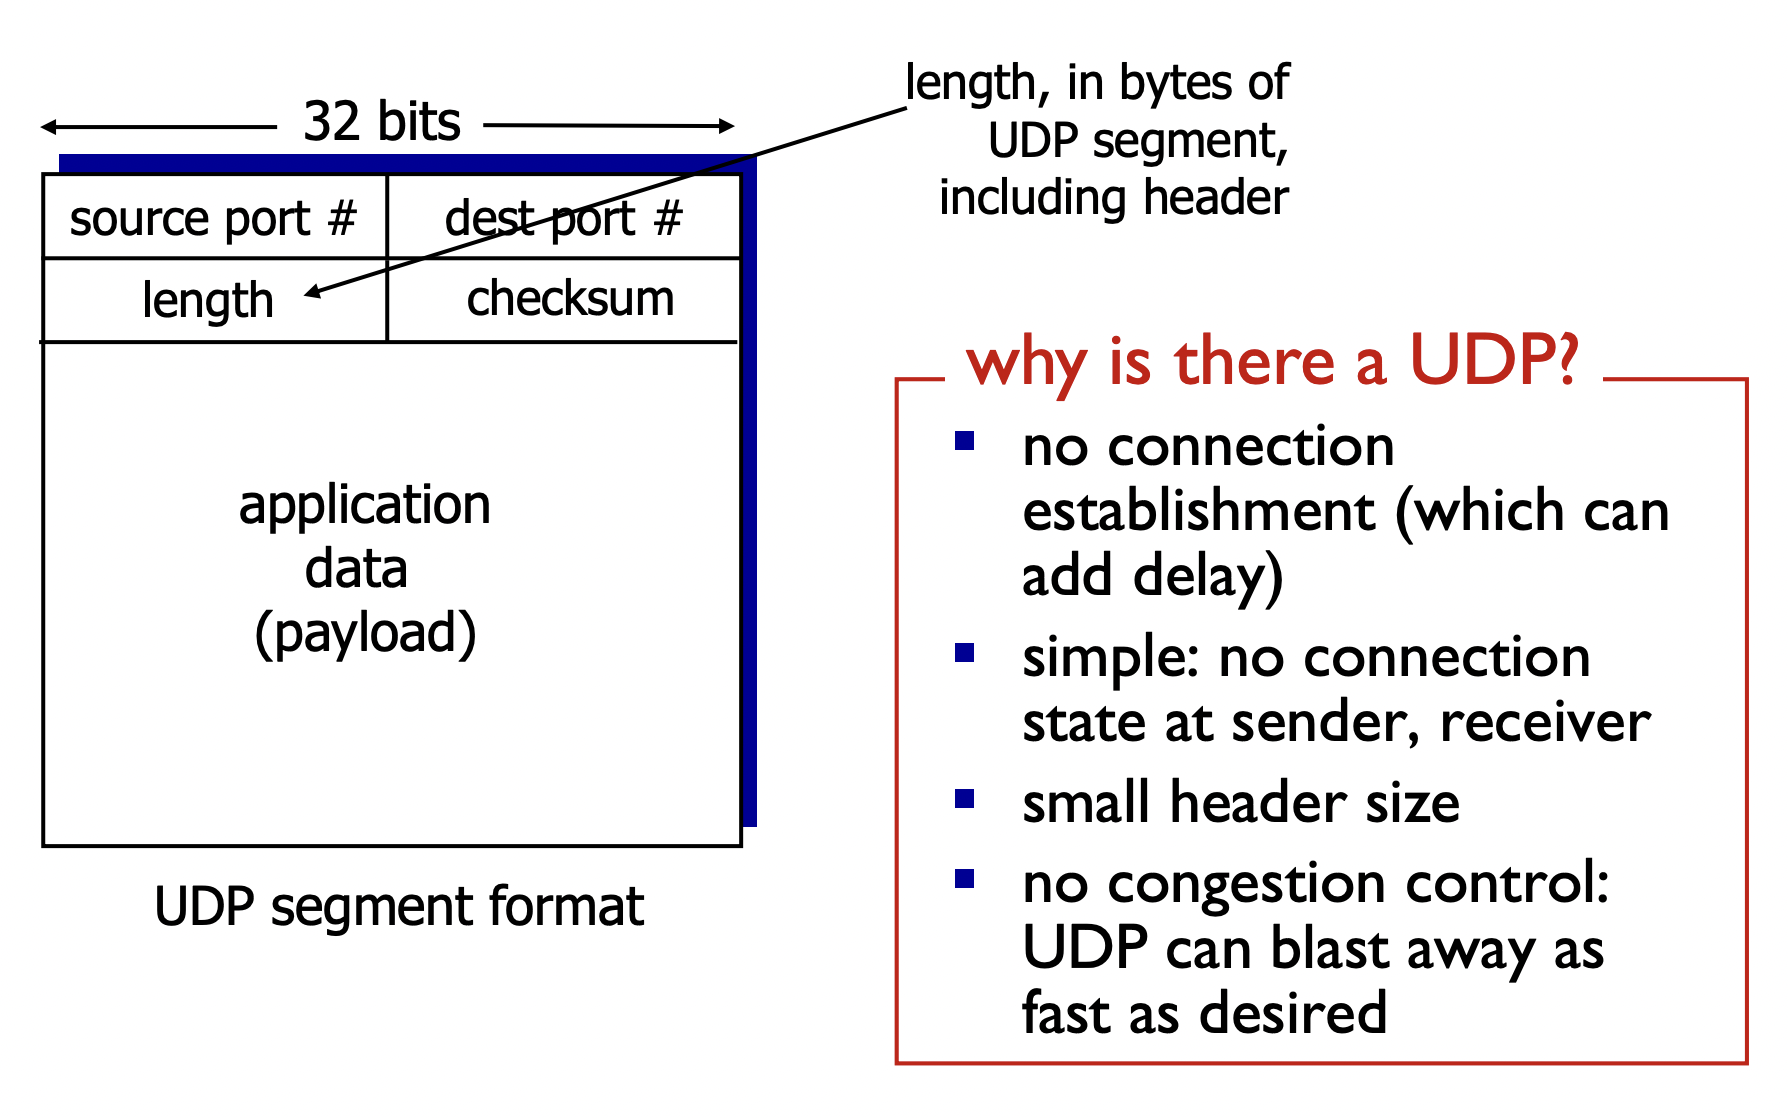 32 bits
length, in bytes of
UDP segment,
including header
source port #
dest port #
length
checksum
application
data
(payload)
UDP segment format
why is there a UDP?
no connection
establishment (which can
add delay)
simple: no connection
state at sender, receiver
small header size
no congestion control:
UDP can blast away as
fast as desired